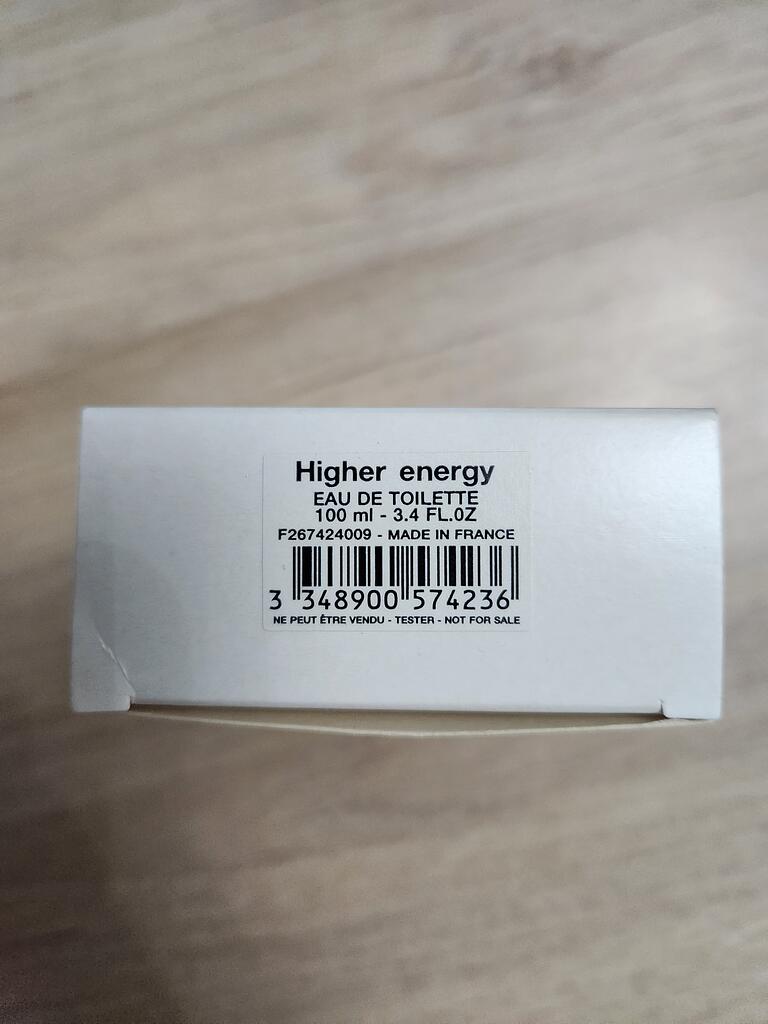 Higher energy
EAU DE TOILETTE
100 ml - 3.4 FL.OZ
F267424009 - MADE IN FRANCE
3 348900 574236
NE PEUT ÊTRE VENDU - TESTER - NOT FOR SALE